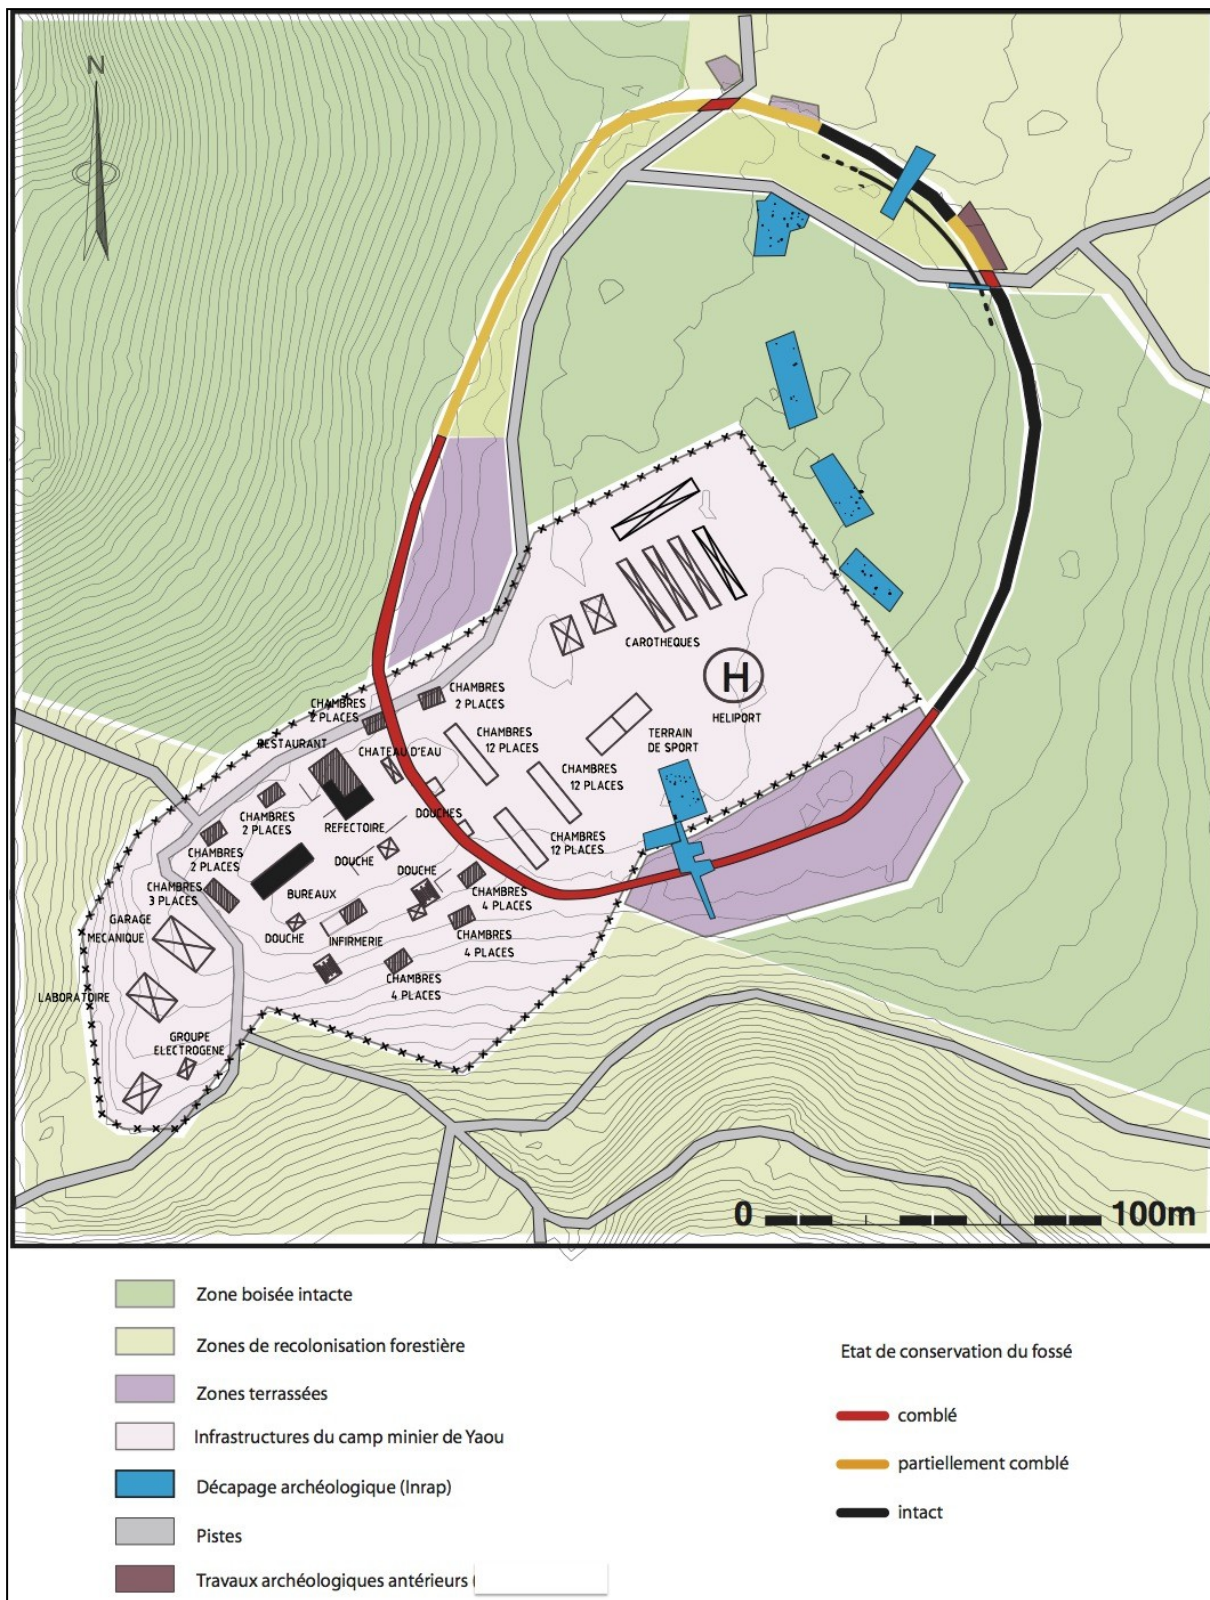 N
CHAMBRES
2 PLACES
CHAMBRES
2 PLACES
RESTAURANT
CHATEAU D'EAU
CAROTHEQUES
H
HELIPORT
TERRAIN
DE SPORT
CHAMBRES
12 PLACES
CHAMBRES
12 PLACES
CHAMBRES
12 PLACES
DOUCHES
CHAMBRES
2 PLACES
REFECTOIRE
CHAMBRES
2 PLACES
DOUCHE
DOUCHE
CHAMBRES
3 PLACES
BUREAUX
CHAMBRES
4 PLACES
GARAGE
MECANIQUE
DOUCHE
INFIRMERIE
CHAMBRES
4 PLACES
CHAMBRES
4 PLACES
LABORATOIRE
GROUPE
ELECTROGENE
0 100m
Zone boisée intacte
Zones de recolonisation forestière
Zones terrassées
Infrastructures du camp minier de Yaou
Décapage archéologique (Inrap)
Pistes
Travaux archéologiques antérieurs (
Etat de conservation du fossé
comblé
partiellement comblé
intact